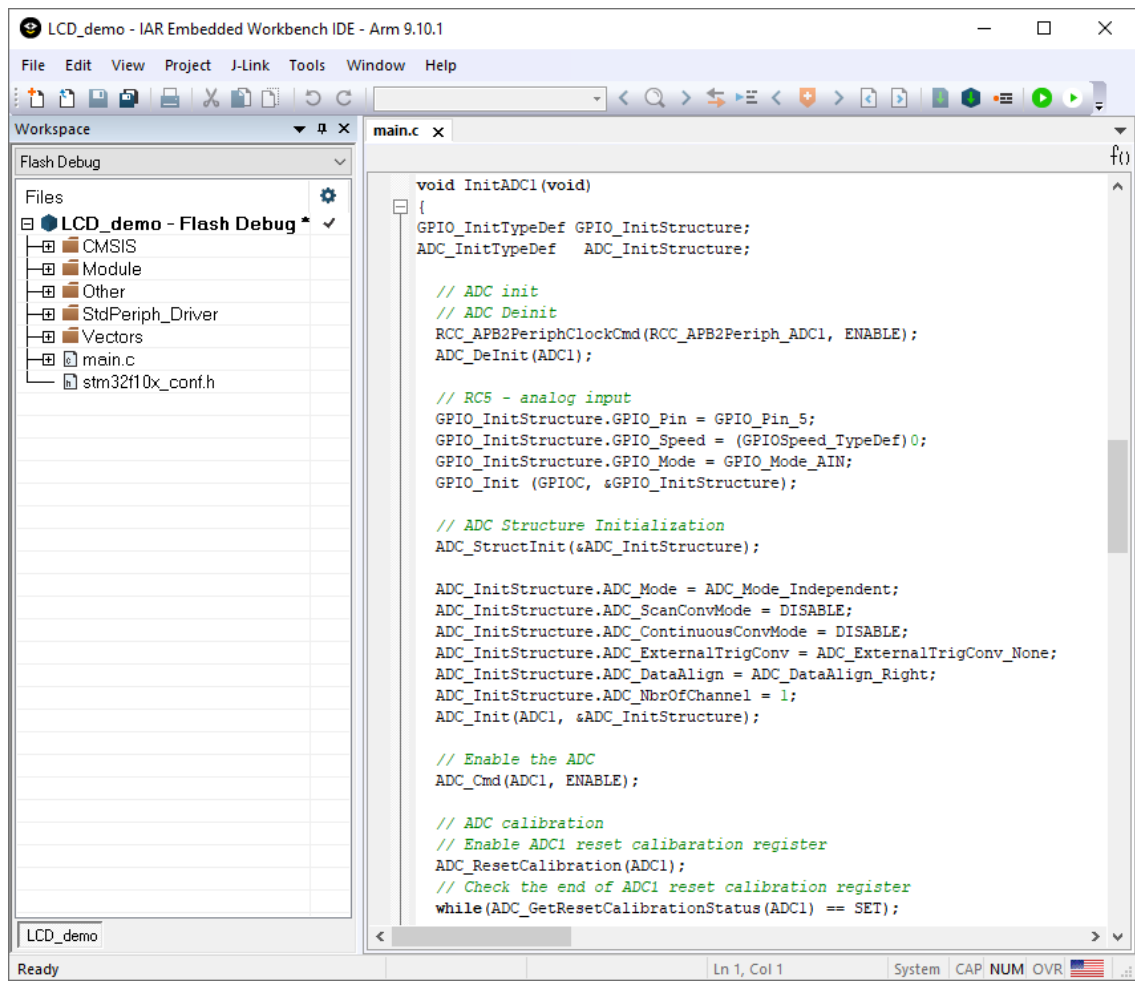 LCD_demo - IAR Embedded Workbench IDE - Arm 9.10.1
File Edit View Project J-Link Tools Window Help
Workspace
main.c
Flash Debug
Files
LCD_demo - Flash Debug *
CMSIS
Module
Other
StdPeriph_Driver
Vectors
main.c
stm32f10x_conf.h
LCD_demo
f()
void InitADC1(void)
{
GPIO_InitTypeDef GPIO_InitStructure;
ADC_InitTypeDef   ADC_InitStructure;
// ADC init
// ADC Deinit
RCC_APB2PeriphClockCmd(RCC_APB2Periph_ADC1, ENABLE);
ADC_DeInit(ADC1);
// RC5 - analog input
GPIO_InitStructure.GPIO_Pin = GPIO_Pin_5;
GPIO_InitStructure.GPIO_Speed = (GPIOSpeed_TypeDef)0;
GPIO_InitStructure.GPIO_Mode = GPIO_Mode_AIN;
GPIO_Init (GPIOC, &GPIO_InitStructure);
// ADC Structure Initialization
ADC_StructInit(&ADC_InitStructure);
ADC_InitStructure.ADC_Mode = ADC_Mode_Independent;
ADC_InitStructure.ADC_ScanConvMode = DISABLE;
ADC_InitStructure.ADC_ContinuousConvMode = DISABLE;
ADC_InitStructure.ADC_ExternalTrigConv = ADC_ExternalTrigConv_None;
ADC_InitStructure.ADC_DataAlign = ADC_DataAlign_Right;
ADC_InitStructure.ADC_NbrOfChannel = 1;
ADC_Init(ADC1, &ADC_InitStructure);
// Enable the ADC
ADC_Cmd(ADC1, ENABLE);
// ADC calibration
// Enable ADC1 reset calibaration register
ADC_ResetCalibration(ADC1);
// Check the end of ADC1 reset calibration register
while(ADC_GetResetCalibrationStatus(ADC1) == SET);
Ready
Ln 1, Col 1
System CAP NUM OVR